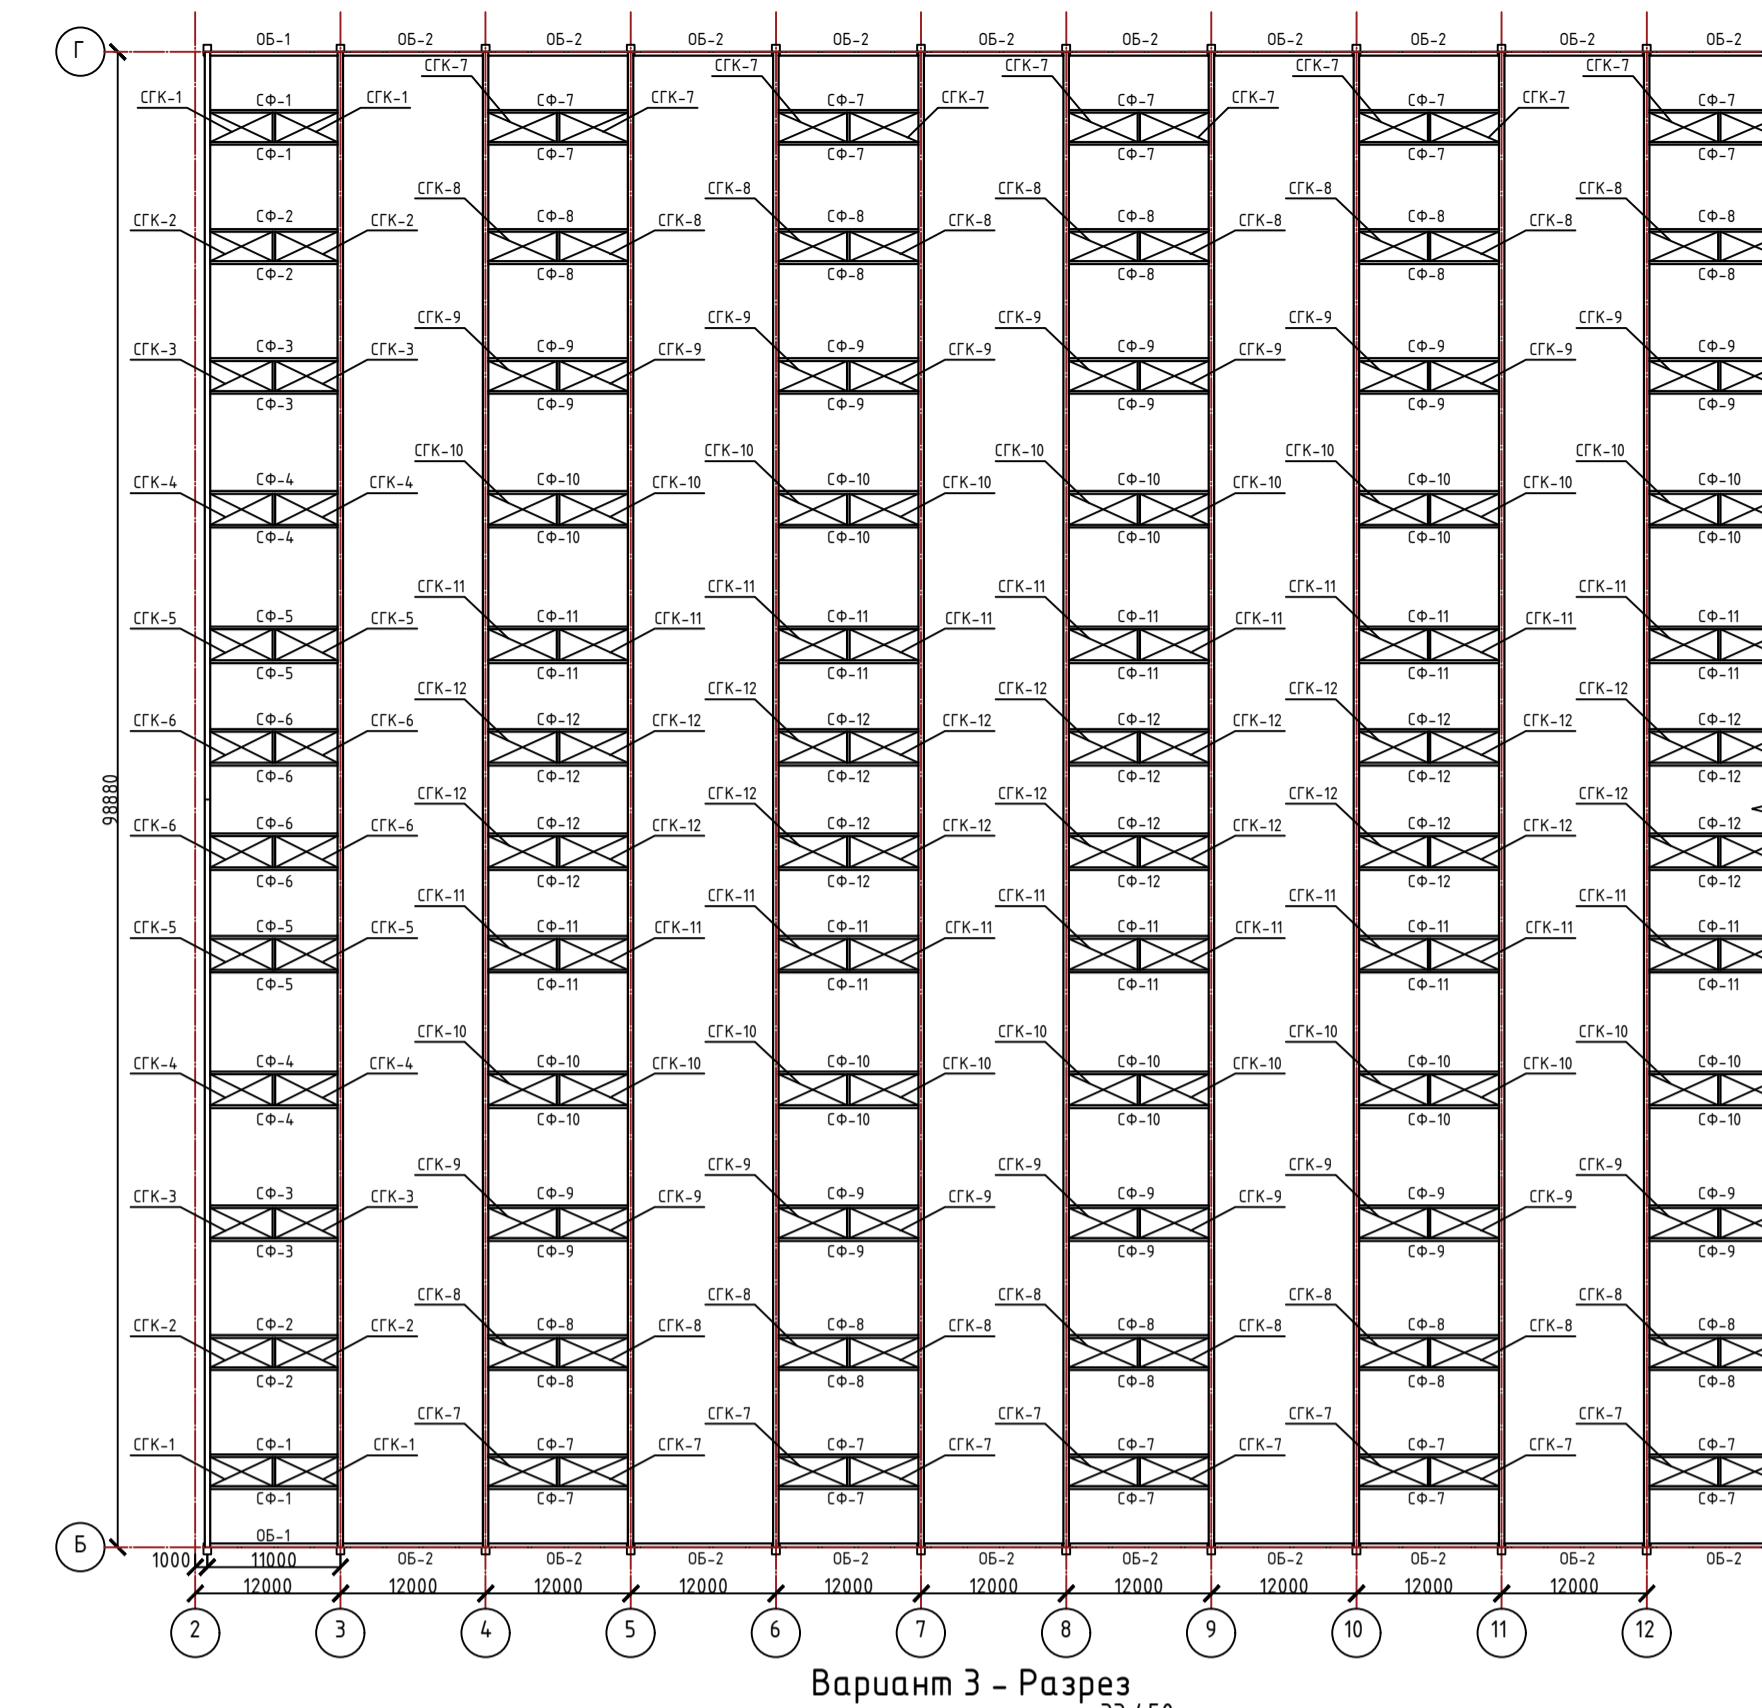 ОБ-1 ОБ-2 ОБ-2 ОБ-2 ОБ-2 ОБ-2 ОБ-2 ОБ-2 ОБ-2 ОБ-2 ОБ-2
Г
СГК-7 СГК-7 СГК-7 СГК-7 СГК-7
СГК-1 СФ-1 СГК-1 СФ-7 СГК-7 СФ-7 СГК-7 СФ-7 СГК-7 СФ-7 СГК-7 СФ-7
СФ-1 СФ-7 СФ-7 СФ-7 СФ-7 СФ-7
СГК-8 СГК-8 СГК-8 СГК-8 СГК-8
СГК-2 СФ-2 СГК-2 СФ-8 СГК-8 СФ-8 СГК-8 СФ-8 СГК-8 СФ-8 СГК-8 СФ-8
СФ-2 СФ-8 СФ-8 СФ-8 СФ-8 СФ-8
СГК-9 СГК-9 СГК-9 СГК-9 СГК-9
СГК-3 СФ-3 СГК-3 СФ-9 СГК-9 СФ-9 СГК-9 СФ-9 СГК-9 СФ-9 СГК-9 СФ-9
СФ-3 СФ-9 СФ-9 СФ-9 СФ-9 СФ-9
СГК-10 СГК-10 СГК-10 СГК-10 СГК-10
СГК-4 СФ-4 СГК-4 СФ-10 СГК-10 СФ-10 СГК-10 СФ-10 СГК-10 СФ-10 СГК-10 СФ-10
СФ-4 СФ-10 СФ-10 СФ-10 СФ-10 СФ-10
СГК-11 СГК-11 СГК-11 СГК-11 СГК-11
СГК-5 СФ-5 СГК-5 СФ-11 СГК-11 СФ-11 СГК-11 СФ-11 СГК-11 СФ-11 СГК-11 СФ-11
СФ-5 СФ-11 СФ-11 СФ-11 СФ-11 СФ-11
СГК-12 СГК-12 СГК-12 СГК-12 СГК-12
СГК-6 СФ-6 СГК-6 СФ-12 СГК-12 СФ-12 СГК-12 СФ-12 СГК-12 СФ-12 СГК-12 СФ-12
СФ-6 СФ-12 СФ-12 СФ-12 СФ-12 СФ-12
98880
СГК-12 СГК-12 СГК-12 СГК-12 СГК-12
СГК-6 СФ-6 СГК-6 СФ-12 СГК-12 СФ-12 СГК-12 СФ-12 СГК-12 СФ-12 СГК-12 СФ-12
СФ-6 СФ-12 СФ-12 СФ-12 СФ-12 СФ-12
СГК-11 СГК-11 СГК-11 СГК-11 СГК-11
СГК-5 СФ-5 СГК-5 СФ-11 СГК-11 СФ-11 СГК-11 СФ-11 СГК-11 СФ-11 СГК-11 СФ-11
СФ-5 СФ-11 СФ-11 СФ-11 СФ-11 СФ-11
СГК-10 СГК-10 СГК-10 СГК-10 СГК-10
СГК-4 СФ-4 СГК-4 СФ-10 СГК-10 СФ-10 СГК-10 СФ-10 СГК-10 СФ-10 СГК-10 СФ-10
СФ-4 СФ-10 СФ-10 СФ-10 СФ-10 СФ-10
СГК-9 СГК-9 СГК-9 СГК-9 СГК-9
СГК-3 СФ-3 СГК-3 СФ-9 СГК-9 СФ-9 СГК-9 СФ-9 СГК-9 СФ-9 СГК-9 СФ-9
СФ-3 СФ-9 СФ-9 СФ-9 СФ-9 СФ-9
СГК-8 СГК-8 СГК-8 СГК-8 СГК-8
СГК-2 СФ-2 СГК-2 СФ-8 СГК-8 СФ-8 СГК-8 СФ-8 СГК-8 СФ-8 СГК-8 СФ-8
СФ-2 СФ-8 СФ-8 СФ-8 СФ-8 СФ-8
СГК-7 СГК-7 СГК-7 СГК-7 СГК-7
СГК-1 СФ-1 СГК-1 СФ-7 СГК-7 СФ-7 СГК-7 СФ-7 СГК-7 СФ-7 СГК-7 СФ-7
СФ-1 СФ-7 СФ-7 СФ-7 СФ-7 СФ-7
ОБ-1
Б
1000 11000 ОБ-2 ОБ-2 ОБ-2 ОБ-2 ОБ-2 ОБ-2 ОБ-2 ОБ-2 ОБ-2 ОБ-2
12000 12000 12000 12000 12000 12000 12000 12000 12000 12000
2 3 4 5 6 7 8 9 10 11 12
Вариант 3 - Разрез